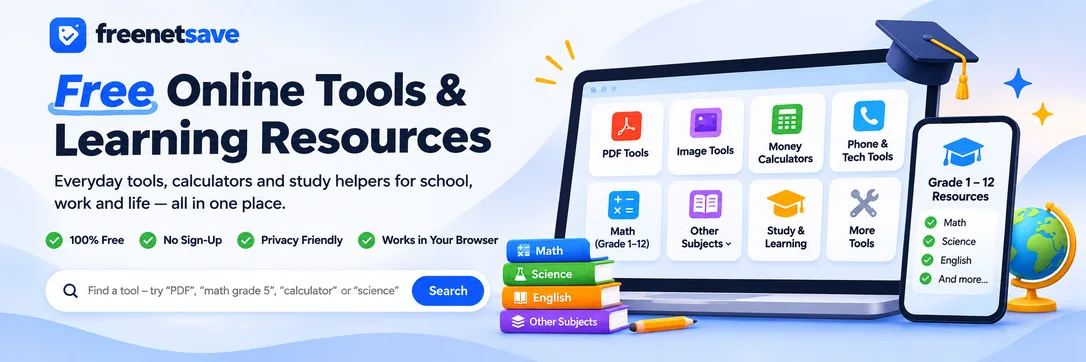 freenetsave
Free Online Tools &
Learning Resources
Everyday tools, calculators and study helpers for school,
work and life — all in one place.
100% Free
No Sign-Up
Privacy Friendly
Works in Your Browser
Find a tool – try "PDF", "math grade 5", "calculator" or "science"
Search
PDF Tools
Image Tools
Money
Calculators
Phone &
Tech Tools
Math
(Grade 1–12)
Other
Subjects
Study &
Learning
More
Tools
Math
Science
English
Other Subjects
Grade 1 – 12
Resources
Math
Science
English
And more...